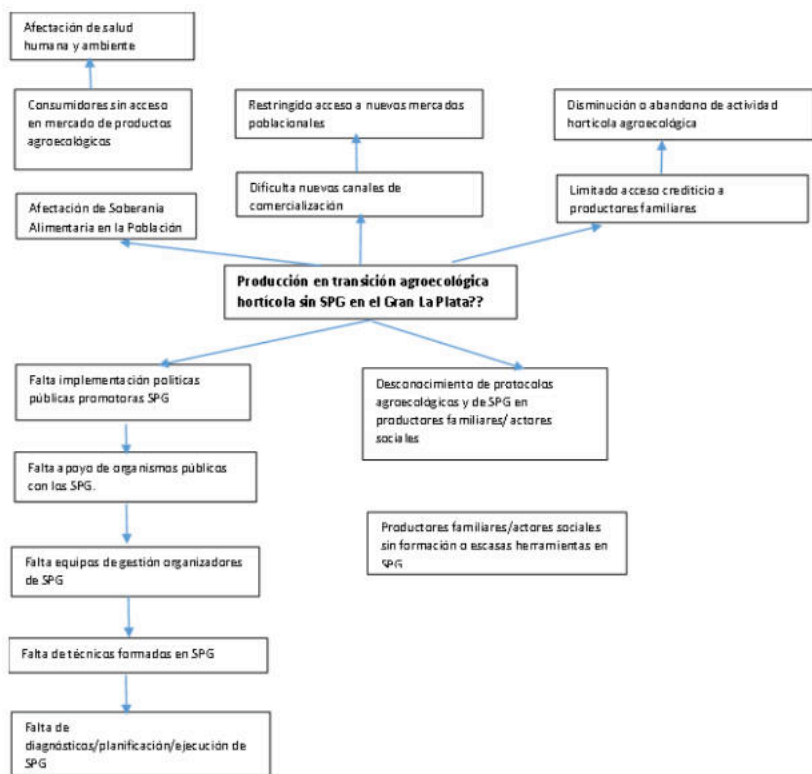 Afectación de salud
humana y ambiente
Consumidores sin acceso
en mercado de productos
agroecológicos
Restringido acceso a nuevos mercados
poblacionales
Disminución o abandono de actividad
hortícola agroecológica
Afectación de Soberanía
Alimentaria en la Población
Dificulta nuevos canales de
comercialización
Limitado acceso crediticio a
productores familiares
Producción en transición agroecológica
hortícola sin SPG en el Gran La Plata??
Falta implementación políticas
públicas promotoras SPG
Desconocimiento de protocolos
agroecológicos y de SPG en
productores familiares/ actores
sociales
Falta apoyo de organismos públicos
con los SPG.
Productores familiares/actores sociales
sin formación o escasas herramientas en
SPG
Falta equipos de gestión organizadores
de SPG
Falta de técnicos formados en SPG
Falta de
diagnósticos/planificación/ejecución de
SPG